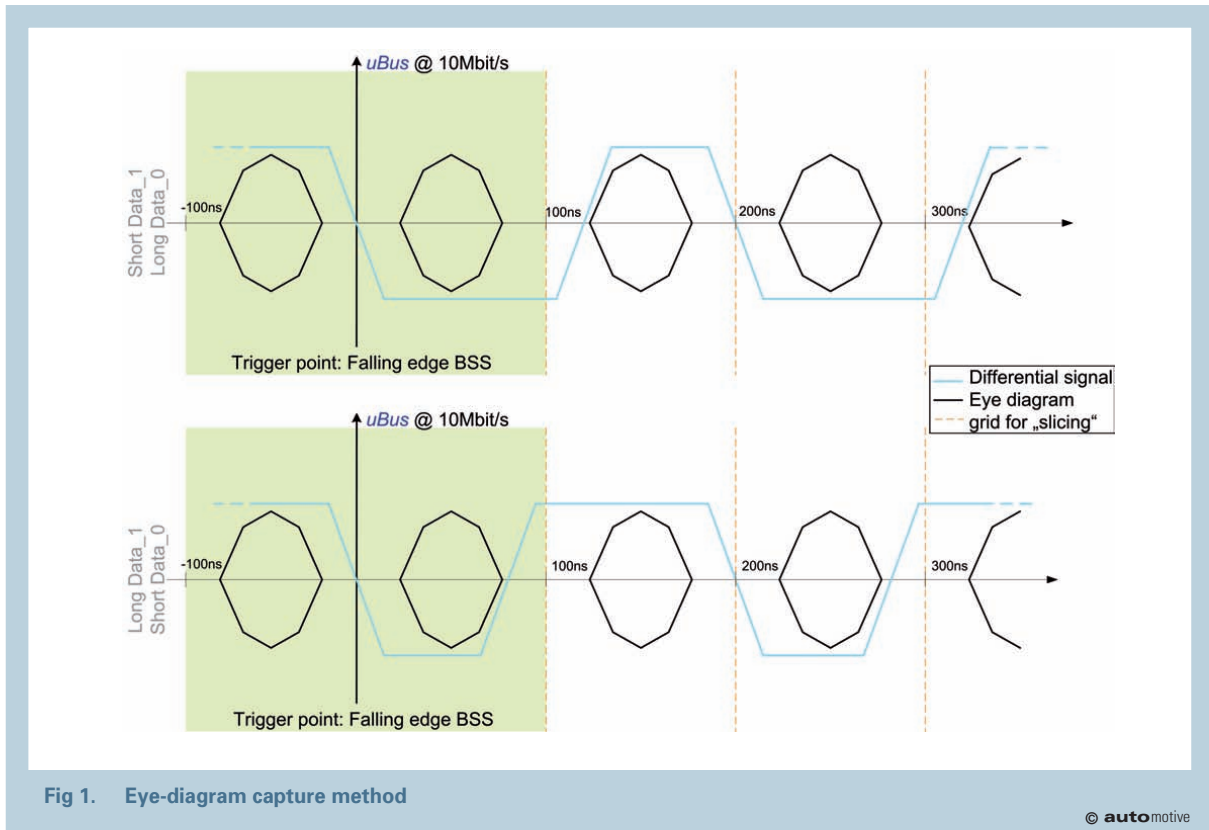 uBus @ 10Mbit/s
Short Data_1
Long Data_0
-100ns
100ns
200ns
300ns
Trigger point: Falling edge BSS
Differential signal
Eye diagram
grid for „slicing“
uBus @ 10Mbit/s
Long Data_1
Short Data_0
-100ns
100ns
200ns
300ns
Trigger point: Falling edge BSS
Fig 1. Eye-diagram capture method
© automotive